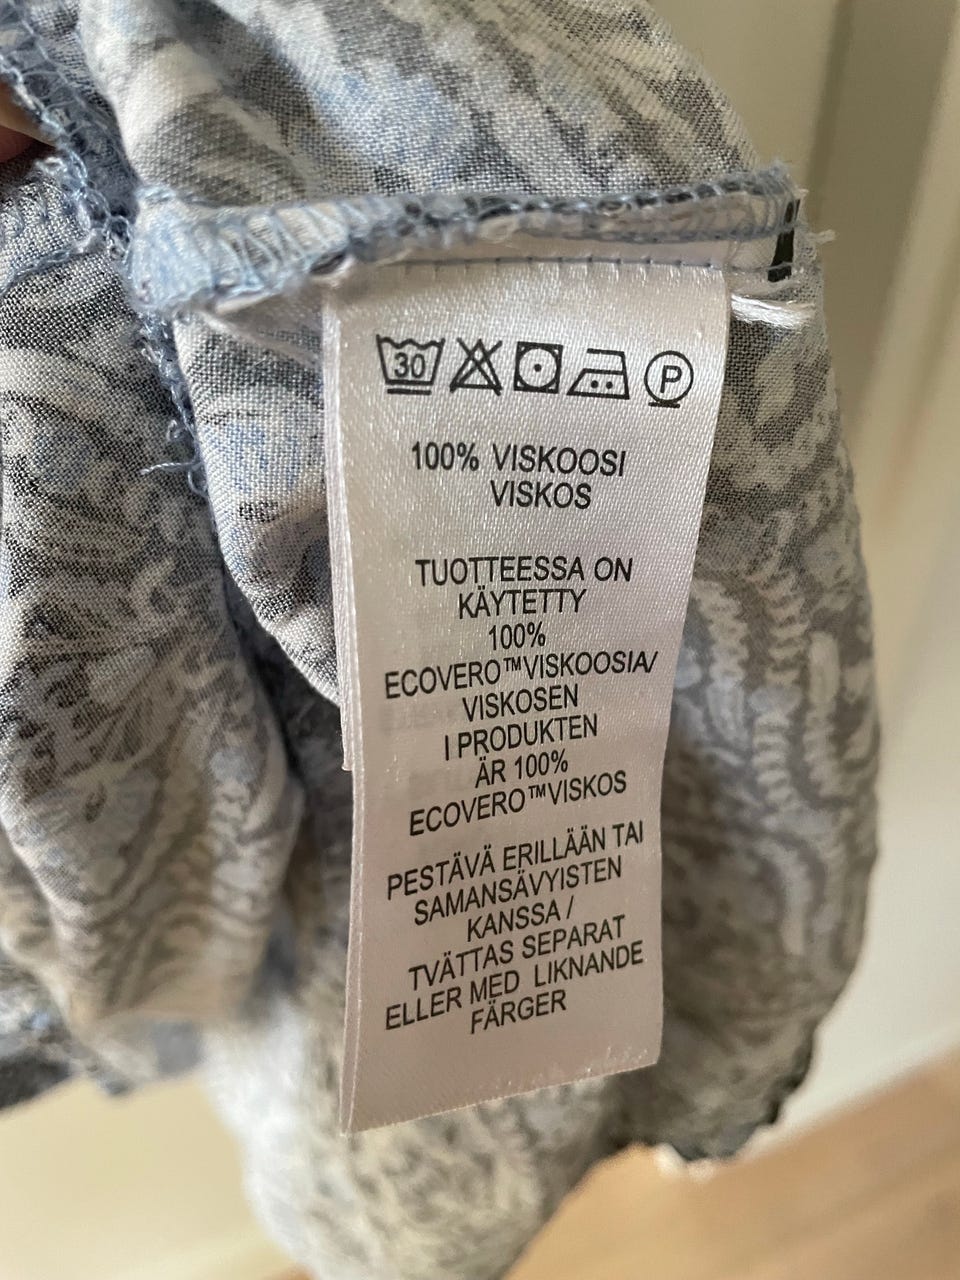 30
P
100% VISKOOSI
VISKOS
TUOTTEESSA ON
KÄYTETTY
100%
ECOVERO™VISKOOSIA/
VISKOSEN
I PRODUKTEN
ÄR 100%
ECOVERO™VISKOS
PESTÄVÄ ERILLÄÄN TAI
SAMANSÄVYISTEN
KANSSA /
TVÄTTAS SEPARAT
ELLER MED LIKNANDE
FÄRGER